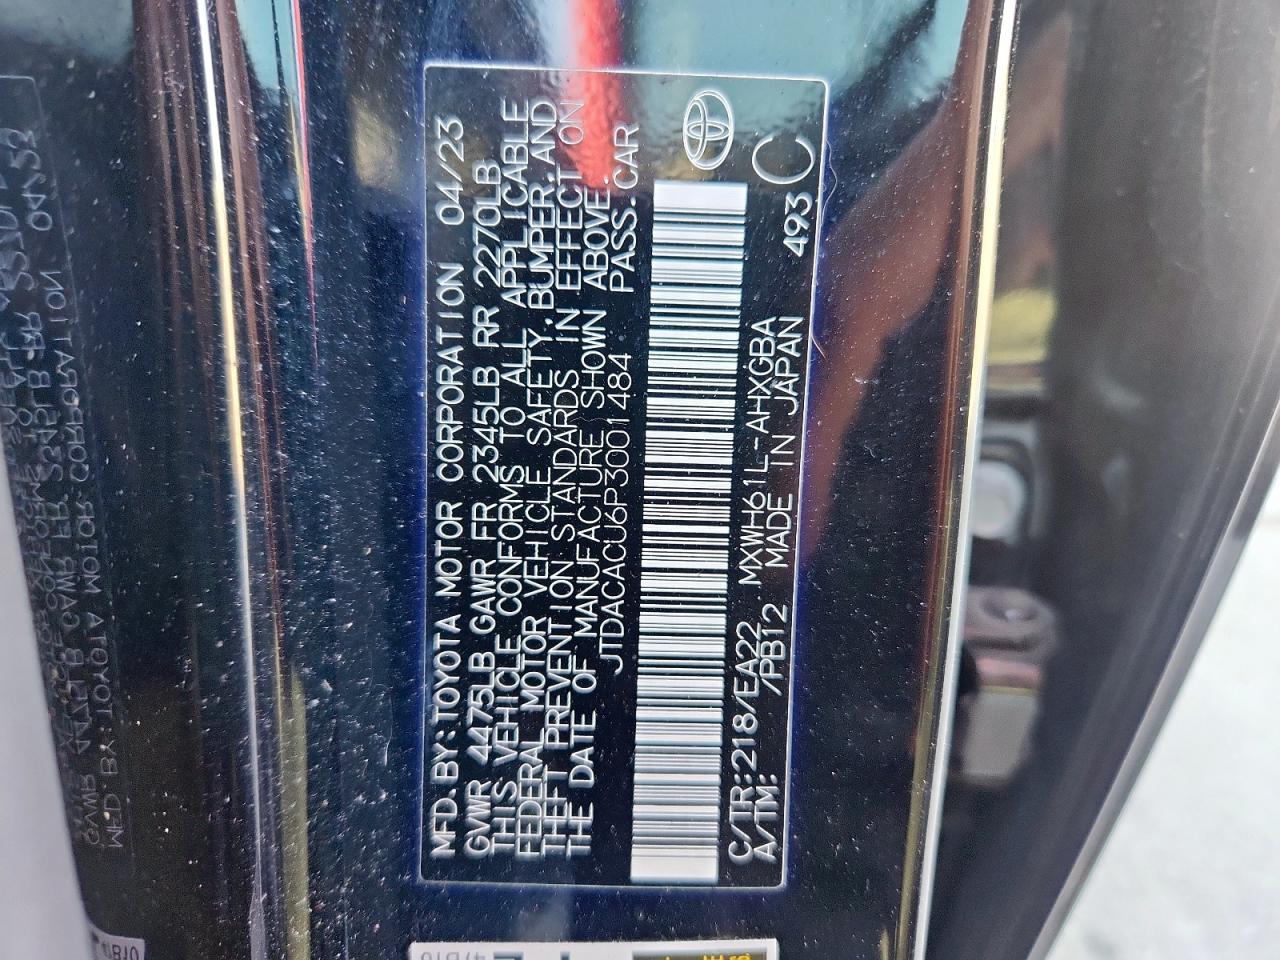 MFD.BY:TOYOTA MOTOR CORPORATION 04/23
GVWR 4475LB GAWR FR 2345LB RR 2270LB
THIS VEHICLE CONFORMS TO ALL APPLICABLE
FEDERAL MOTOR VEHICLE SAFETY, BUMPER, AND
THEFT PREVENTION STANDARDS IN EFFECT ON
THE DATE OF MANUFACTURE SHOWN ABOVE.
JTDACACU6P3001484 PASS.CAR
C/TR:218/EA22 MXWH61L-AHXGBA
A/TM: /PB12 MADE IN JAPAN 493 C